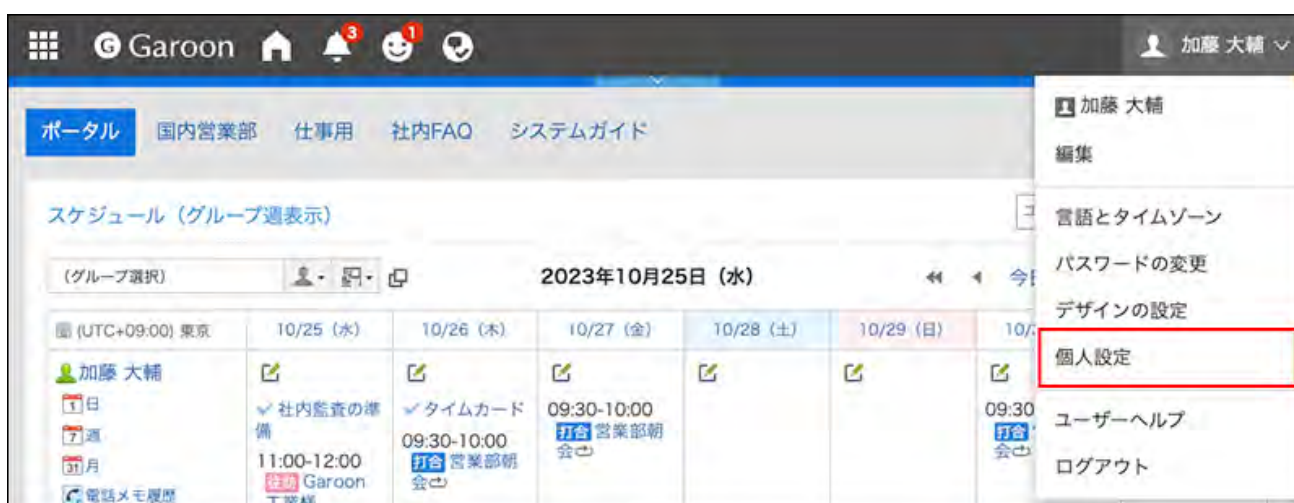 Garoon 3 1 加藤 大輔
ポータル 国内営業部 仕事用 社内FAQ システムガイド
加藤 大輔
編集
言語とタイムゾーン
パスワードの変更
デザインの設定
個人設定
ユーザーヘルプ
ログアウト
スケジュール（グループ週表示）
（グループ選択） 2023年10月25日（水）
(UTC+09:00) 東京 10/25（水） 10/26（木） 10/27（金） 10/28（土） 10/29（日） 10/
加藤 大輔
1 日
7 週
31 月
電話メモ履歴
社内監査の準
備
11:00-12:00
往訪 Garoon
工業様
タイムカード
09:30-10:00
打合 営業部朝
会
09:30-10:00
打合 営業部朝
会
09:30
打合
会